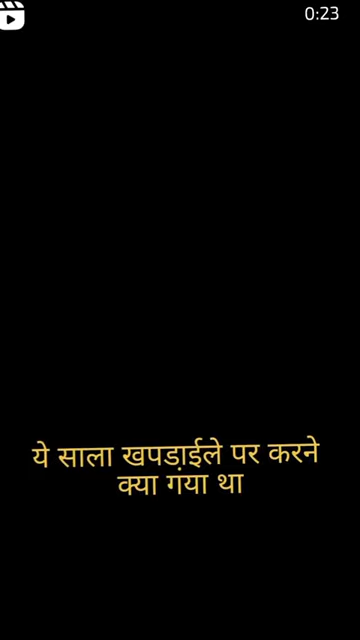 0:23
ये साला खपडा़ईले पर करने
क्या गया था